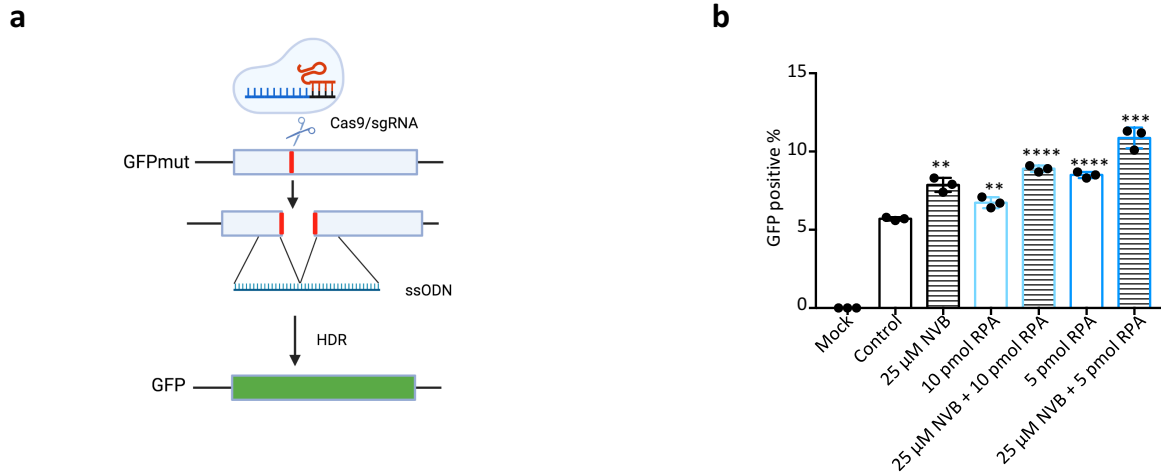 a
Cas9/sgRNA
GFPmut
ssODN
HDR
GFP
b
GFP positive %
15
10
5
0
**
**
****
****
***
Mock
Control
25 µM NVB
10 pmol RPA
25 µM NVB + 10 pmol RPA
5 pmol RPA
25 µM NVB + 5 pmol RPA